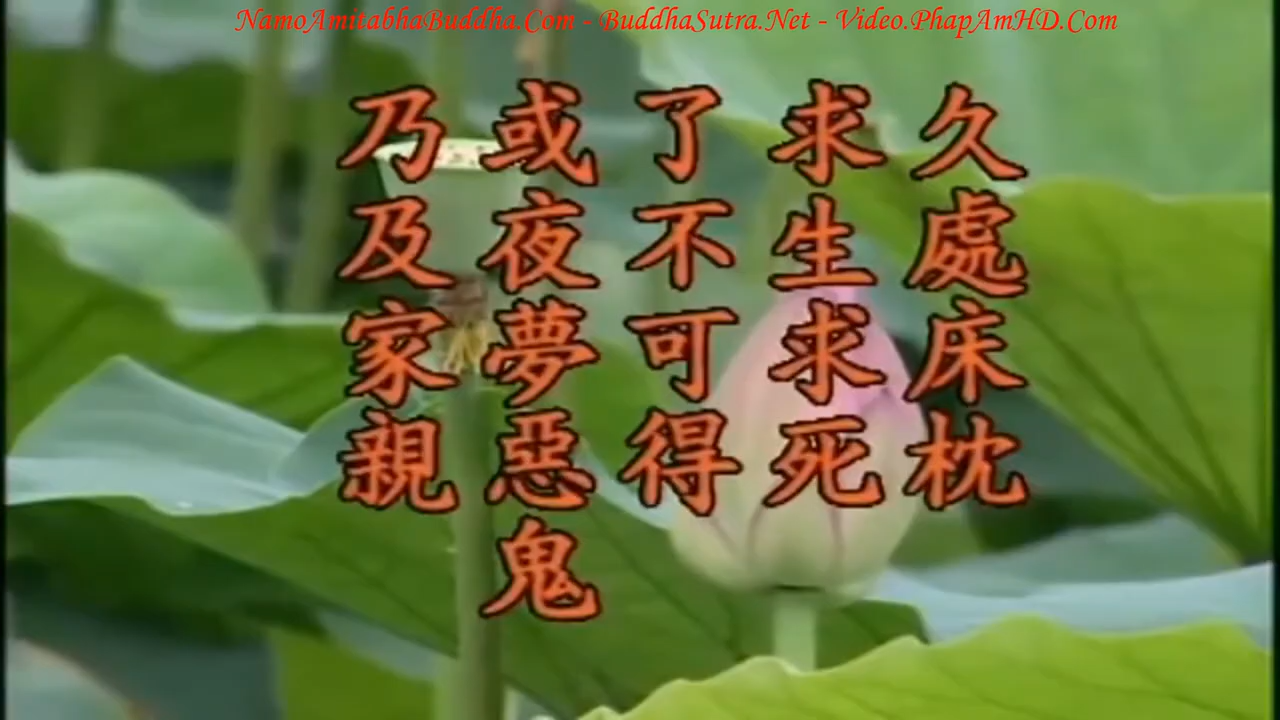 NamoAmitabhaBuddha.Com - BuddhaSutra.Net - Video.PhapAmHD.Com
久處床枕
求生求死
了不可得
或夜夢惡鬼
乃及家親